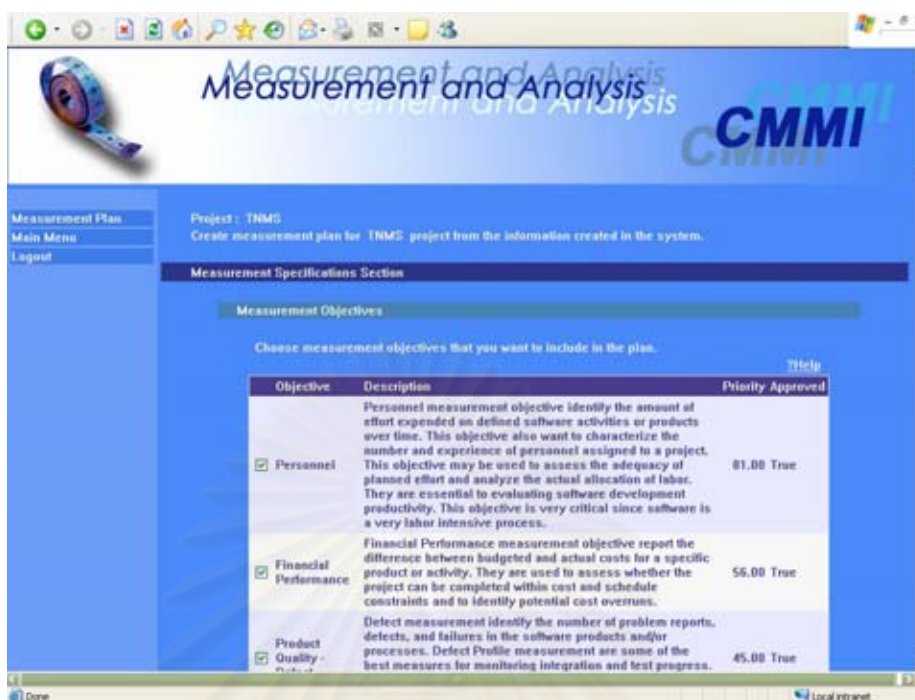 Measurement and Analysis
CMMI
Measurement Plan
Main Menu
Logout
Project : TNMS
Create measurement plan for TNMS project from the information created in the system.
Measurement Specifications Section
Measurement Objectives
Choose measurement objectives that you want to include in the plan.
?Help
Objective Description Priority Approved
Personnel measurement objective identify the amount of
effort expended on defined software activities or products
over time. This objective also want to characterize the
number and experience of personnel assigned to a project.
Personnel This objective may be used to assess the adequacy of 81.00 True
planned effort and analyze the actual allocation of labor.
They are essential to evaluating software development
productivity. This objective is very critical since software is
a very labor intensive process.
Financial Performance measurement objective report the
difference between budgeted and actual costs for a specific
Financial Performance product or activity. They are used to assess whether the 56.00 True
project can be completed within cost and schedule
constraints and to identify potential cost overruns.
Defect measurement identify the number of problem reports,
defects, and failures in the software products and/or
Product Quality - processes. Defect Profile measurement are some of the 45.00 True
best measures for monitoring integration and test progress.
Done
Local intranet